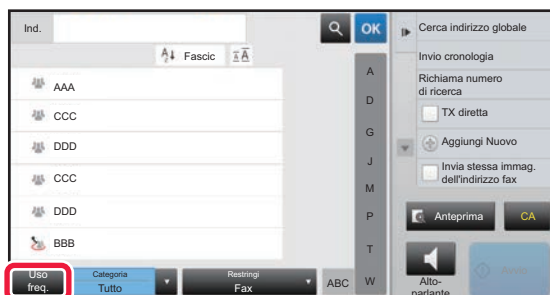 Ind.
OK
Fascic
AAA
CCC
DDD
CCC
DDD
BBB
A
D
G
J
M
P
T
W
ABC
Uso
freq.
Categoria
Tutto
Restringi
Fax
Cerca indirizzo globale
Invio cronologia
Richiama numero
di ricerca
TX diretta
Aggiungi Nuovo
Invia stessa immag.
dell'indirizzo fax
Anteprima
CA
Alto-
parlante